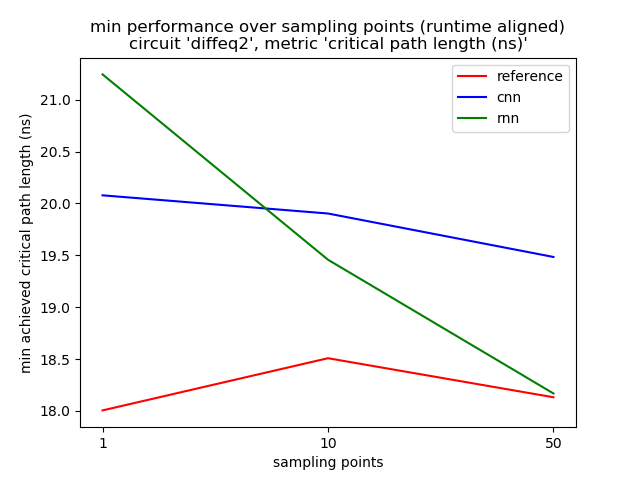 min performance over sampling points (runtime aligned)
circuit 'diffeq2', metric 'critical path length (ns)'
reference
cnn
rnn
min achieved critical path length (ns)
21.0
20.5
20.0
19.5
19.0
18.5
18.0
1
10
50
sampling points